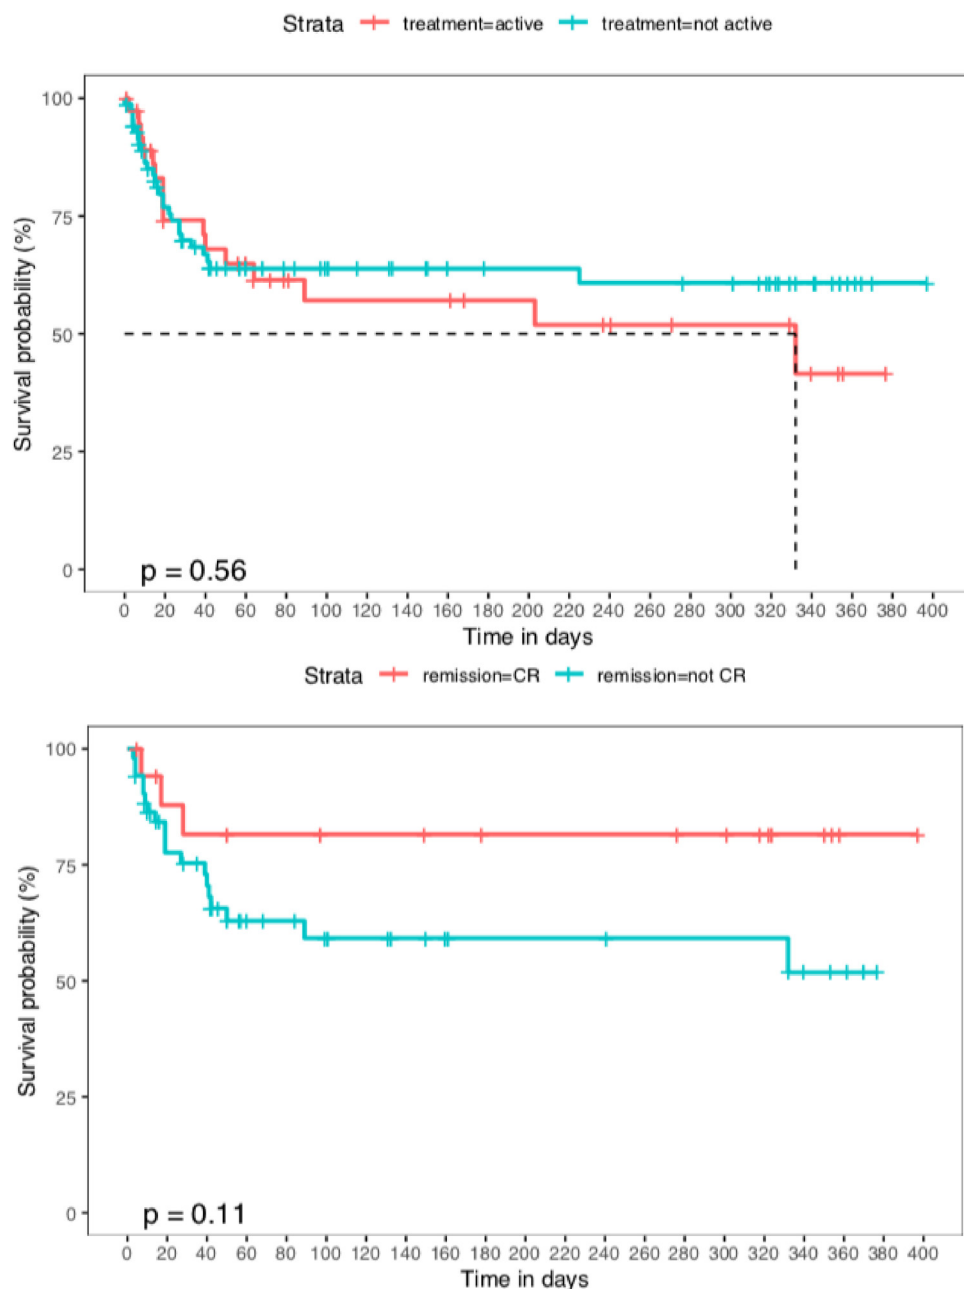 Strata treatment=active treatment=not active
Survival probability (%)
100
75
50
25
0
p = 0.56
0 20 40 60 80 100 120 140 160 180 200 220 240 260 280 300 320 340 360 380 400
Time in days
Strata remission=CR remission=not CR
Survival probability (%)
100
75
50
25
0
p = 0.11
0 20 40 60 80 100 120 140 160 180 200 220 240 260 280 300 320 340 360 380 400
Time in days